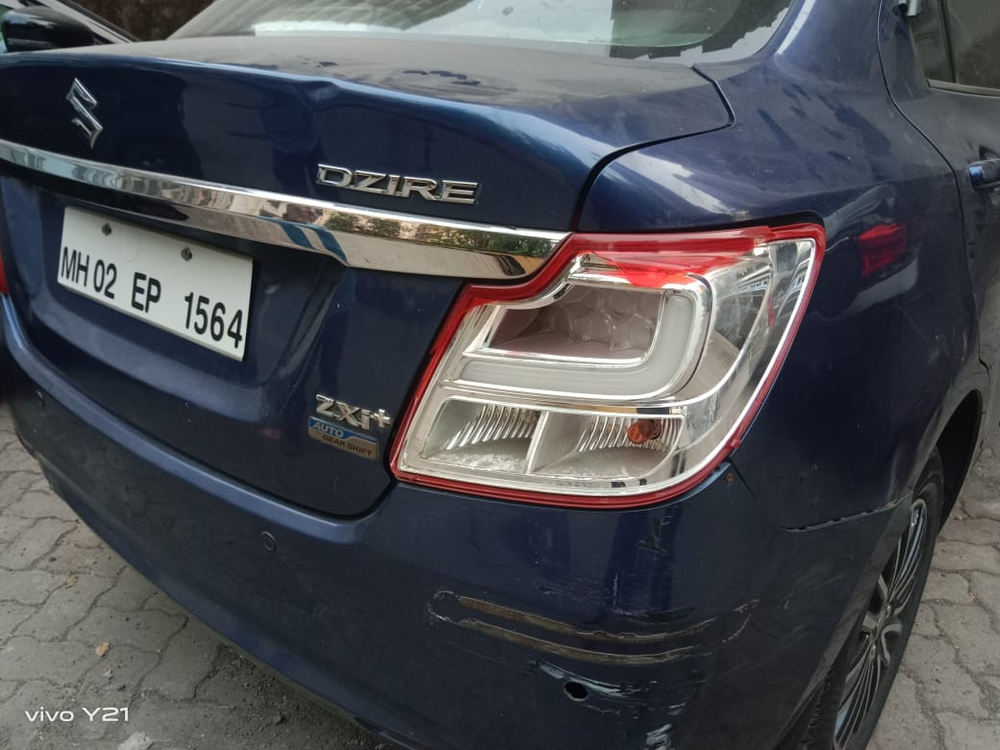 DZIRE
MH 02 EP 1564
ZXi+
AUTO
GEAR SHIFT
vivo Y21